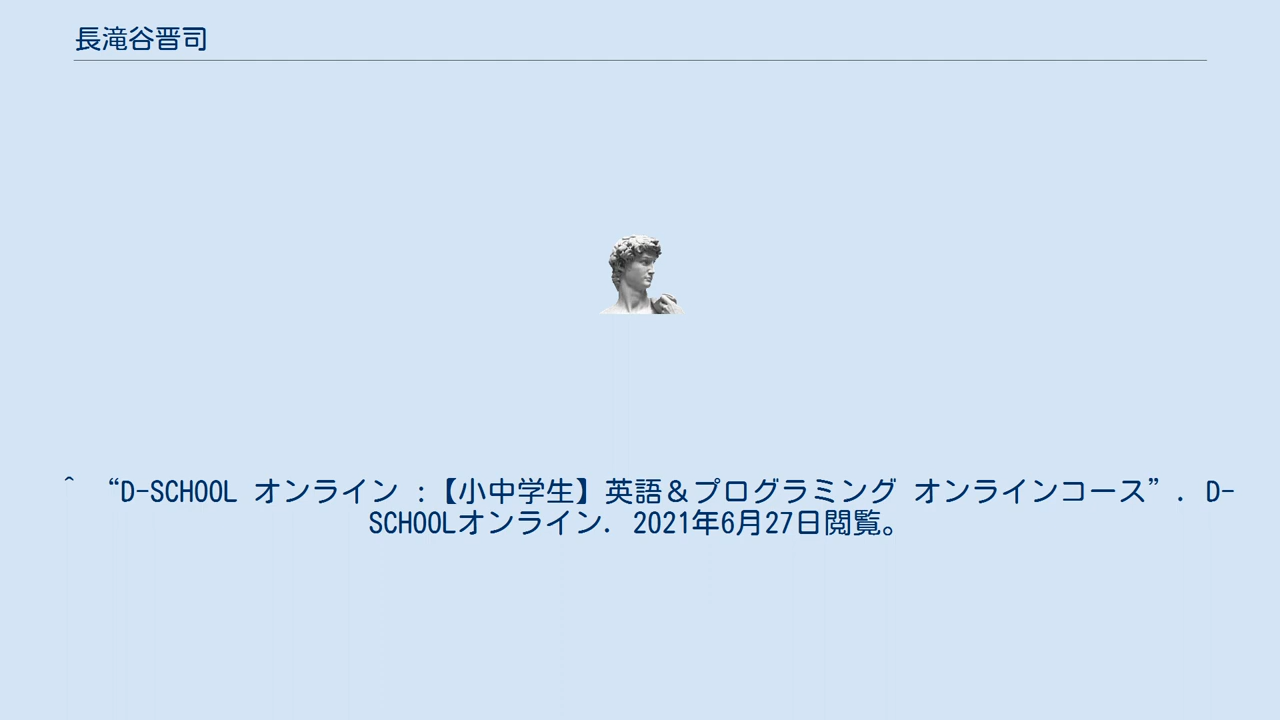 長滝谷晋司
^ “D-SCHOOL オンライン :【小中学生】英語＆プログラミング オンラインコース”. D-
SCHOOLオンライン. 2021年6月27日閲覧。